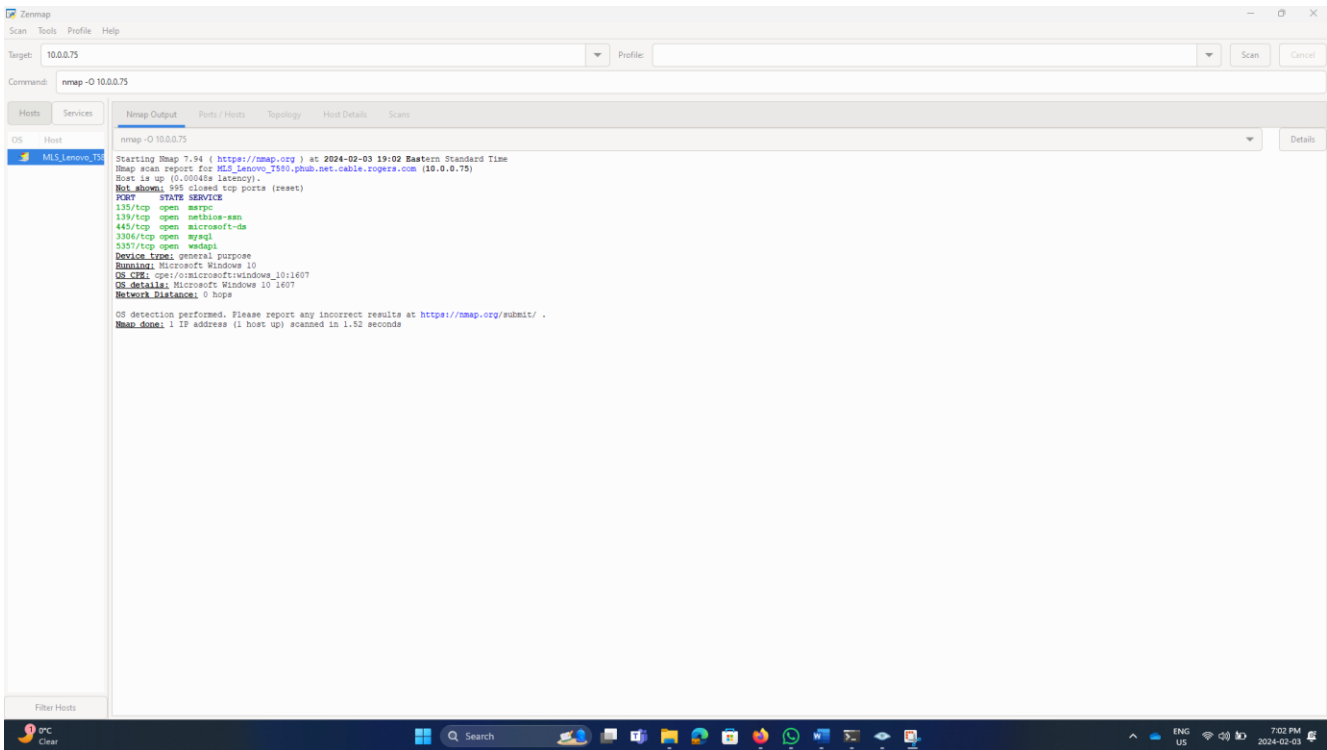 Zenmap
Scan Tools Profile Help
Target: 10.0.0.75 Profile: Scan Cancel
Command: nmap -O 10.0.0.75
Hosts Services
Nmap Output Ports / Hosts Topology Host Details Scans
OS Host
nmap -O 10.0.0.75 Details
MLS_Lenovo_T58
Starting Nmap 7.94 ( https://nmap.org ) at 2024-02-03 19:02 Eastern Standard Time
Nmap scan report for MLS_Lenovo_T580.phub.net.cable.rogers.com (10.0.0.75)
Host is up (0.00048s latency).
Not shown: 995 closed tcp ports (reset)
PORT STATE SERVICE
135/tcp open msrpc
139/tcp open netbios-ssn
445/tcp open microsoft-ds
3306/tcp open mysql
5357/tcp open wsdapi
Device type: general purpose
Running: Microsoft Windows 10
OS CPE: cpe:/o:microsoft:windows_10:1607
OS details: Microsoft Windows 10 1607
Network Distance: 0 hops
OS detection performed. Please report any incorrect results at https://nmap.org/submit/ .
Nmap done: 1 IP address (1 host up) scanned in 1.52 seconds
Filter Hosts
1
0°C
Clear
Search
ENG
US
7:02 PM
2024-02-03